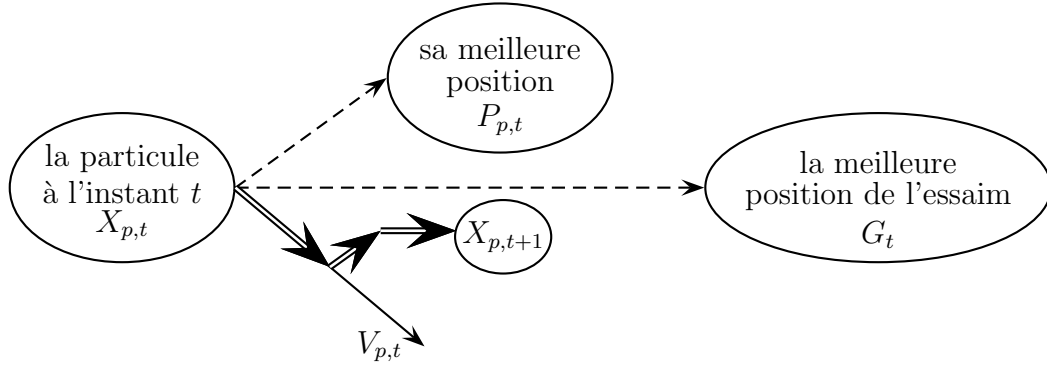 sa meilleure
position
$P_{p,t}$
la particule
à l'instant $t$
$X_{p,t}$
la meilleure
position de l'essaim
$G_t$
$X_{p,t+1}$
$V_{p,t}$